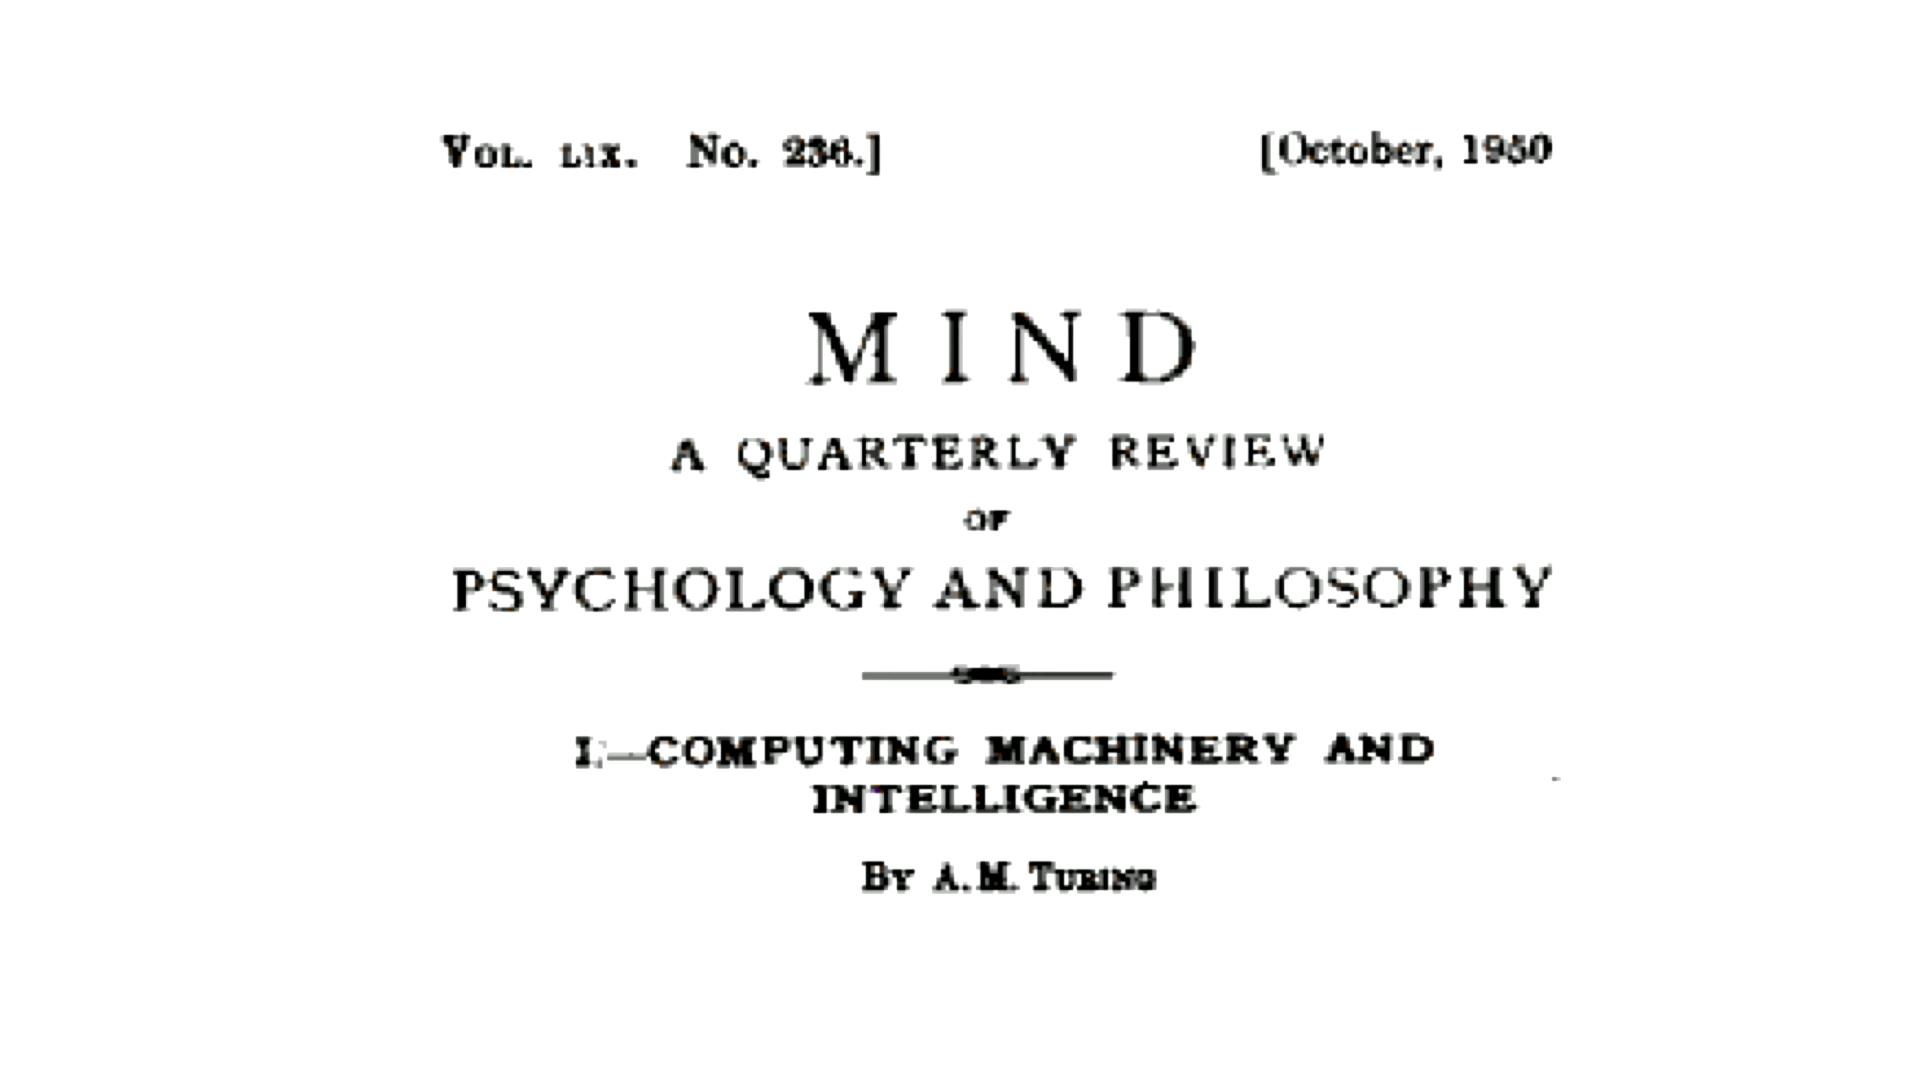 VOL. LIX. No. 236.] [October, 1950
MIND
A QUARTERLY REVIEW
OF
PSYCHOLOGY AND PHILOSOPHY
I.—COMPUTING MACHINERY AND
INTELLIGENCE
BY A. M. TURING